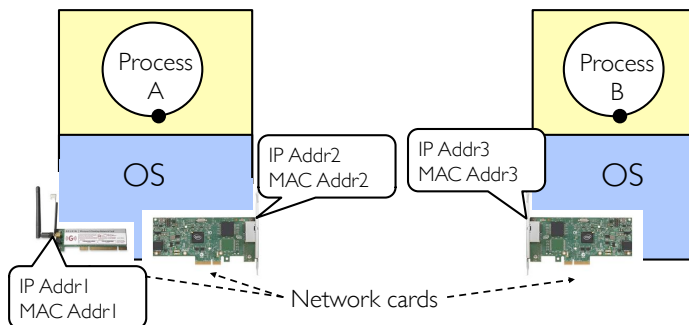 Process
A
OS
IP Addr2
MAC Addr2
IP Addr1
MAC Addr1
Process
B
OS
IP Addr3
MAC Addr3
Network cards